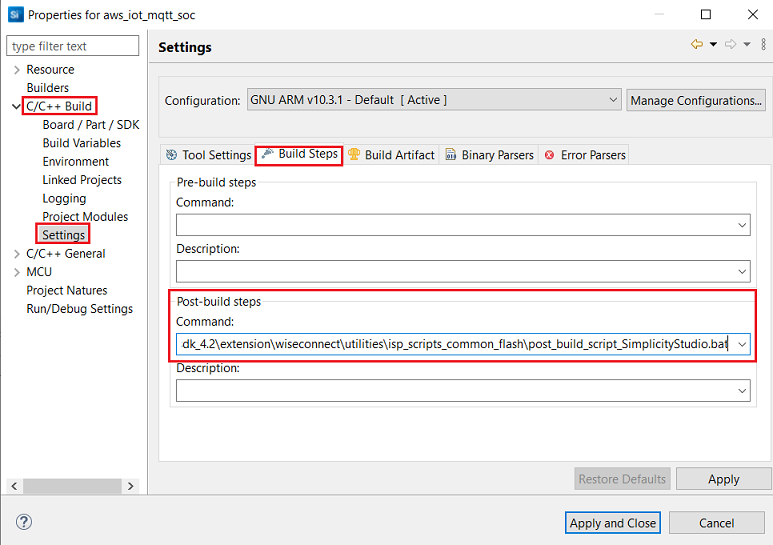 Properties for aws_iot_mqtt_soc
type filter text
Resource
Builders
C/C++ Build
Board / Part / SDK
Build Variables
Environment
Linked Projects
Logging
Project Modules
Settings
C/C++ General
MCU
Project Natures
Run/Debug Settings
Settings
Configuration: GNU ARM v10.3.1 - Default [ Active ] Manage Configurations...
Tool Settings Build Steps Build Artifact Binary Parsers Error Parsers
Pre-build steps
Command:
Description:
Post-build steps
Command:
dk_4.2\extension\wiseconnect\utilities\isp_scripts_common_flash\post_build_script_SimplicityStudio.bat
Description:
Restore Defaults Apply
? Apply and Close Cancel